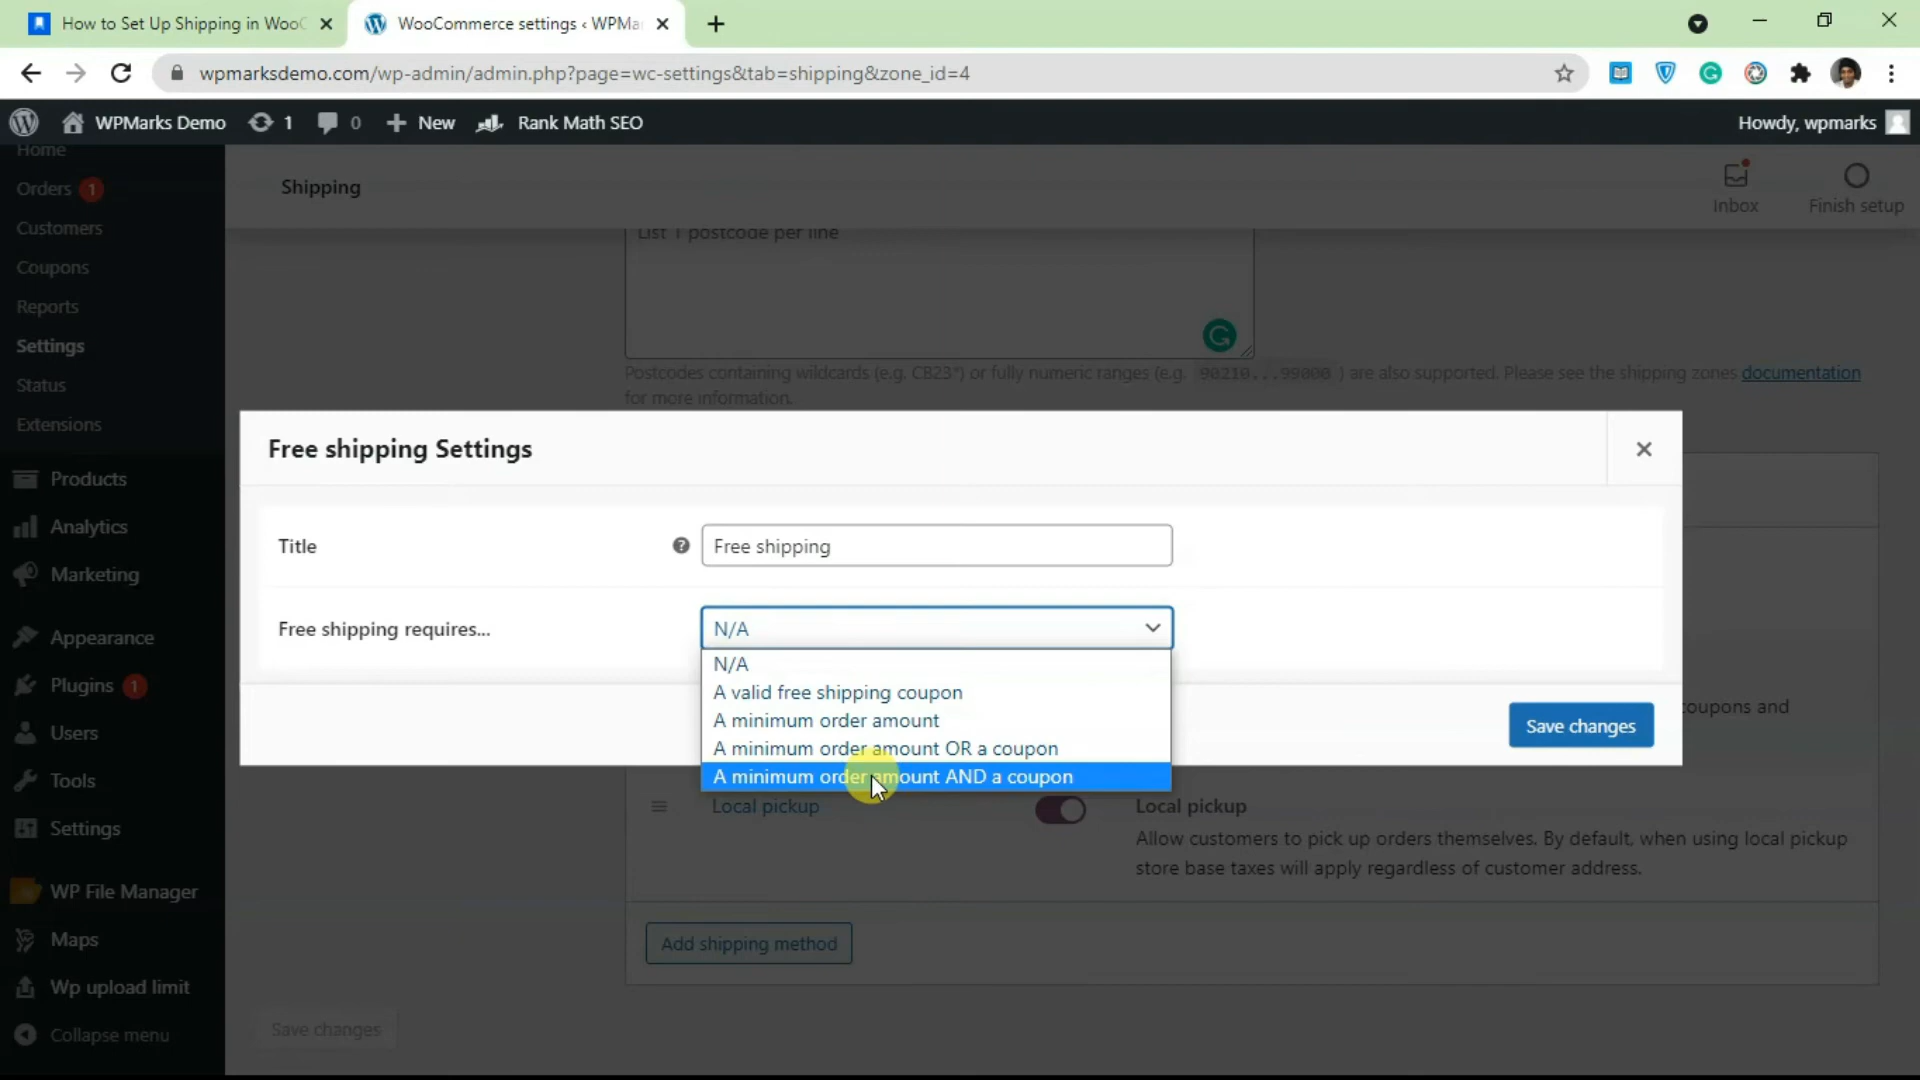 How to Set Up Shipping in WooC
WooCommerce settings ‹ WPMa
wpmarksdemo.com/wp-admin/admin.php?page=wc-settings&tab=shipping&zone_id=4
WPMarks Demo
1
0
New
Rank Math SEO
Howdy, wpmarks
Home
Orders 1
Customers
Coupons
Reports
Settings
Status
Extensions
Products
Analytics
Marketing
Appearance
Plugins 1
Users
Tools
Settings
WP File Manager
Maps
Wp upload limit
Collapse menu
Shipping
Inbox
Finish setup
List 1 postcode per line
Postcodes containing wildcards (e.g. CB23*) or fully numeric ranges (e.g. 90210...99000 ) are also supported. Please see the shipping zones documentation
for more information.
Free shipping Settings
Title
Free shipping
Free shipping requires...
N/A
N/A
A valid free shipping coupon
A minimum order amount
A minimum order amount OR a coupon
A minimum order amount AND a coupon
Save changes
coupons and
Local pickup
Local pickup
Allow customers to pick up orders themselves. By default, when using local pickup
store base taxes will apply regardless of customer address.
Add shipping method
Save changes